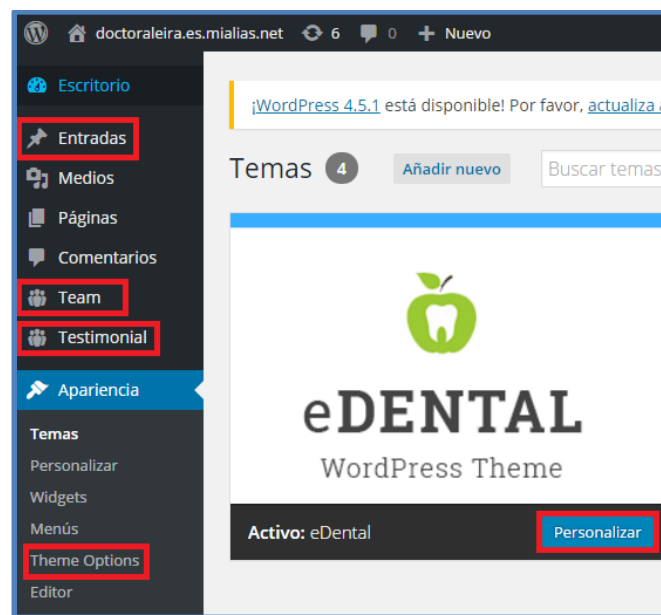 doctoraleira.es.mialias.net 6 0 + Nuevo
Escritorio
Entradas
Medios
Páginas
Comentarios
Team
Testimonial
Apariencia
Temas
Personalizar
Widgets
Menús
Theme Options
Editor
¡WordPress 4.5.1 está disponible! Por favor, actualiza
Temas 4 Añadir nuevo Buscar temas
eDENTAL
WordPress Theme
Activo: eDental Personalizar